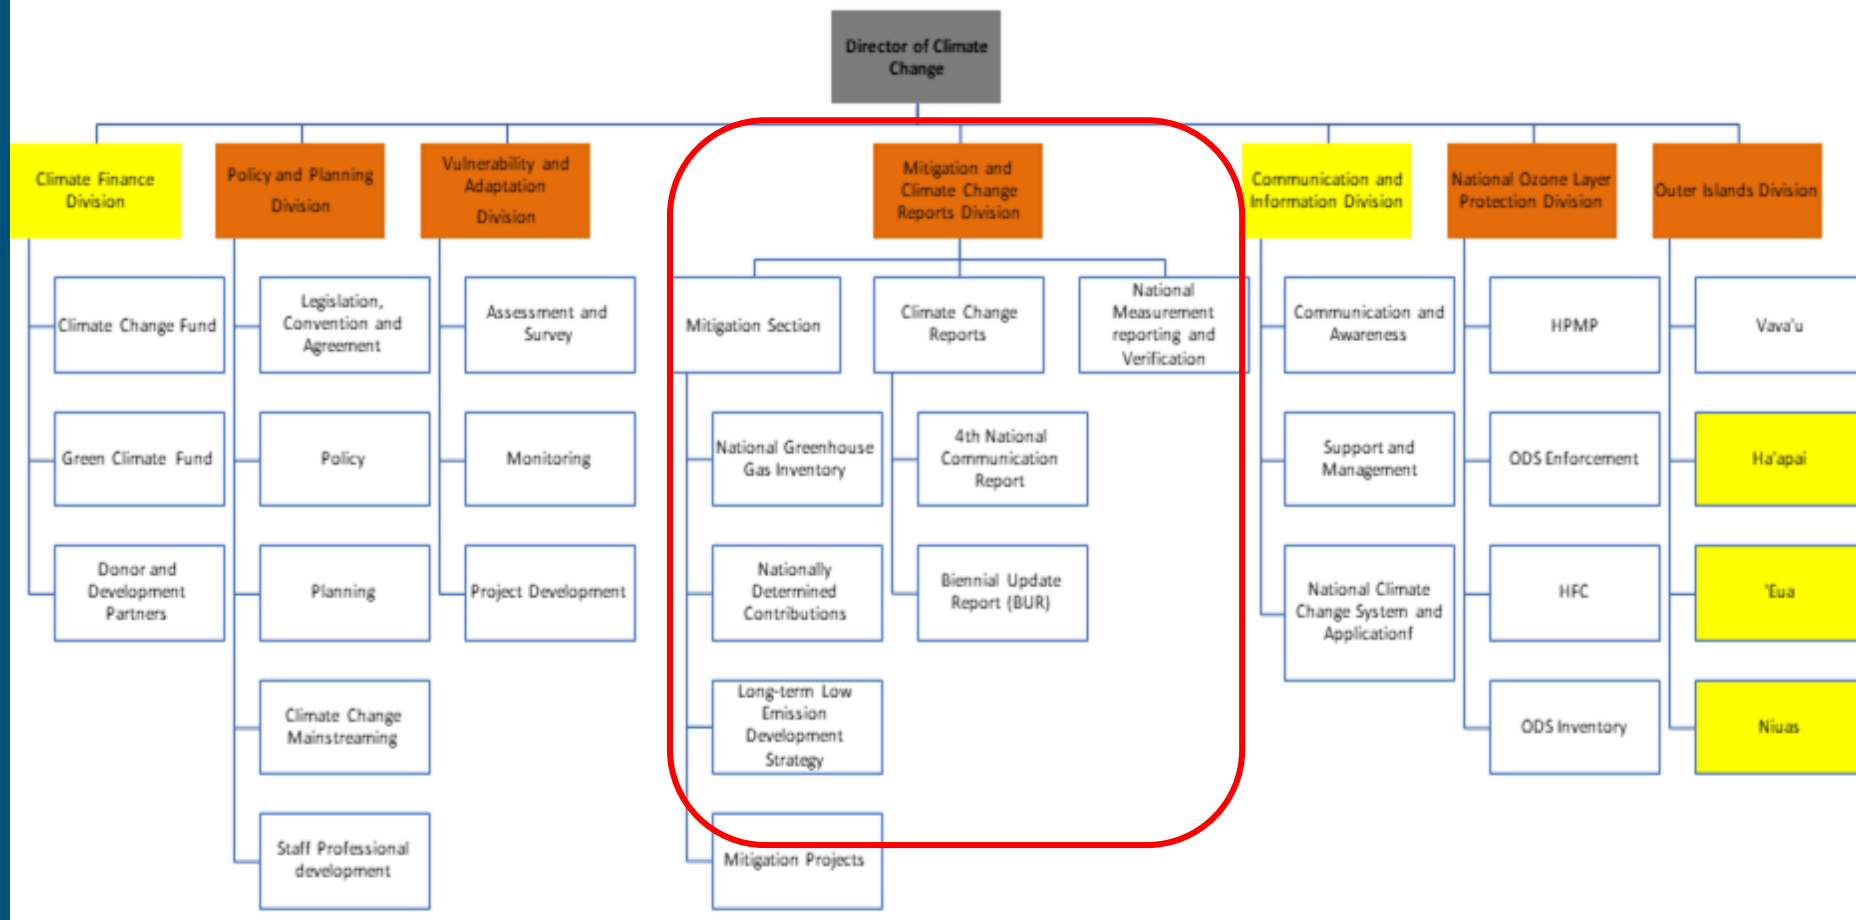 Director of Climate
Change
Climate Finance
Division
Policy and Planning
Division
Vulnerability and
Adaptation
Division
Mitigation and
Climate Change
Reports Division
Communication and
Information Division
National Ozone Layer
Protection Division
Outer Islands Division
Climate Change Fund
Green Climate Fund
Donor and
Development
Partners
Legislation,
Convention and
Agreement
Policy
Planning
Climate Change
Mainstreaming
Staff Professional
development
Assessment and
Survey
Monitoring
Project Development
Mitigation Section
National Greenhouse
Gas Inventory
Nationally
Determined
Contributions
Long-term Low
Emission
Development
Strategy
Mitigation Projects
Climate Change
Reports
4th National
Communication
Report
Biennial Update
Report (BUR)
National
Measurement
reporting and
Verification
Communication and
Awareness
Support and
Management
National Climate
Change System and
Applicationf
HPMP
ODS Enforcement
HFC
ODS Inventory
Vava'u
Ha'apai
'Eua
Niuas